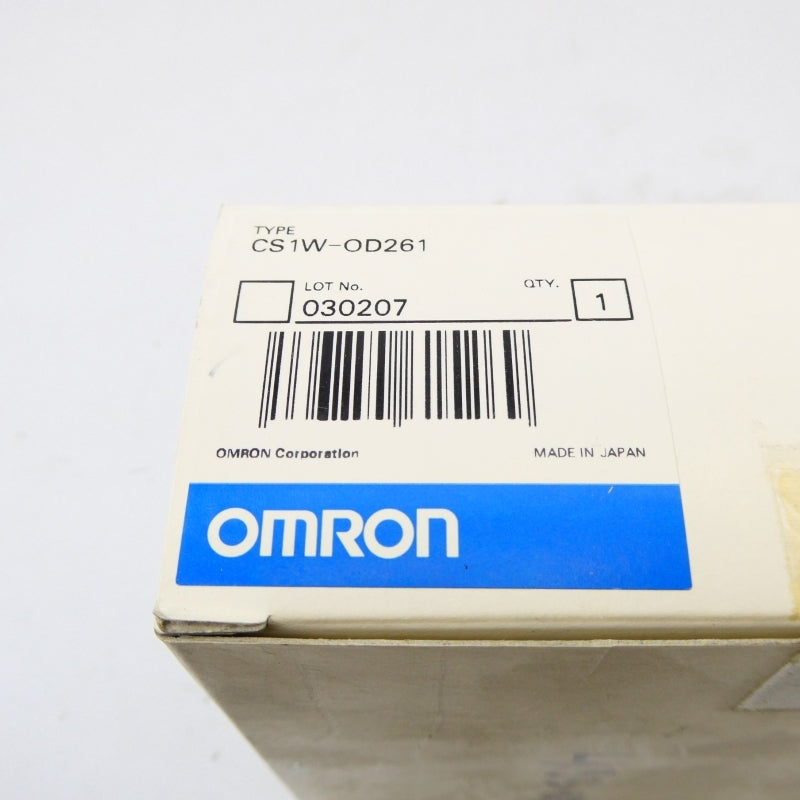 TYPE
CS1W-OD261
LOT No.
QTY.
030207
1
OMRON Corporation
MADE IN JAPAN
OMRON